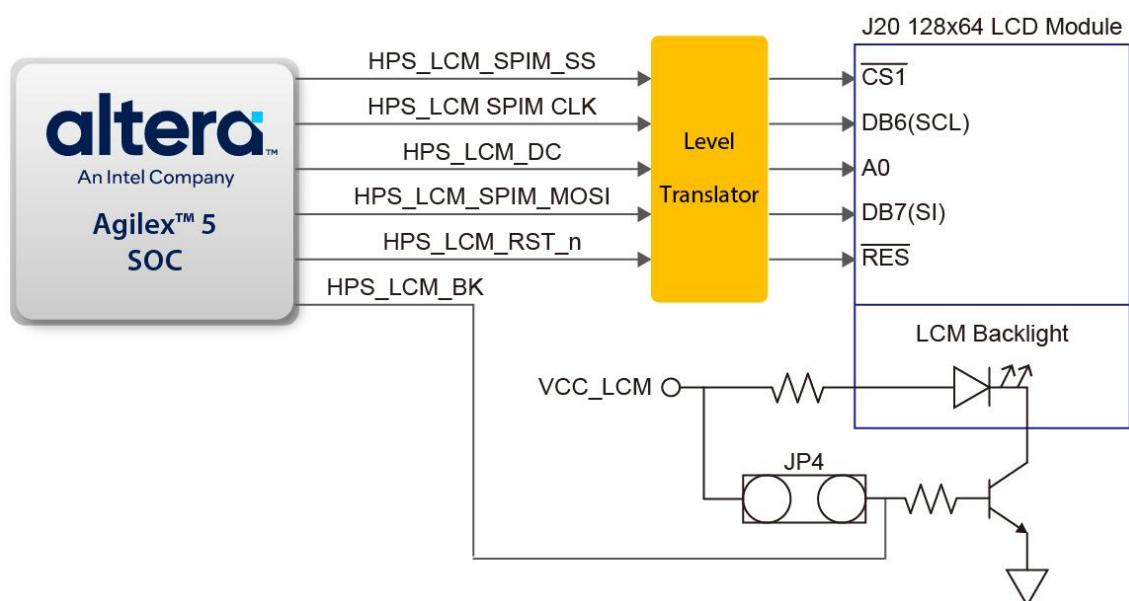 J20 128x64 LCD Module
HPS_LCM_SPIM_SS
CS1
HPS_LCM SPIM CLK
DB6(SCL)
altera™
An Intel Company
Agilex™ 5
SOC
Level
Translator
HPS_LCM_DC
A0
HPS_LCM_SPIM_MOSI
DB7(SI)
HPS_LCM_RST_n
RES
HPS_LCM_BK
LCM Backlight
VCC_LCM
JP4